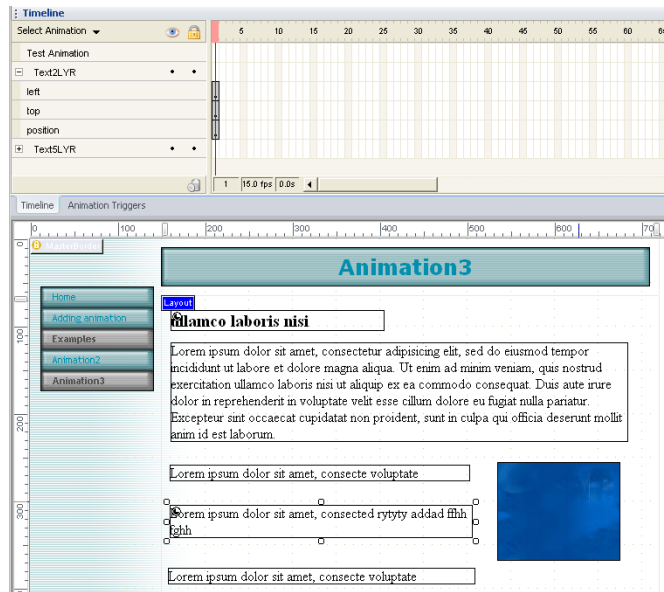 Timeline
Select Animation
5 10 15 20 25 30 35 40 45 50 55 60
Test Animation
Text2LYR
left
top
position
Text5LYR
1 15.0 fps 0.0s
Timeline Animation Triggers
0 100 200 300 400 500 600 700
MasterBorder
Animation3
Home
Layout
Adding animation
ullamco laboris nisi
Examples
Animation2
Animation3
Lorem ipsum dolor sit amet, consectetur adipisicing elit, sed do eiusmod tempor
incididunt ut labore et dolore magna aliqua. Ut enim ad minim veniam, quis nostrud
exercitation ullamco laboris nisi ut aliquip ex ea commodo consequat. Duis aute irure
dolor in reprehenderit in voluptate velit esse cillum dolore eu fugiat nulla pariatur.
Excepteur sint occaecat cupidatat non proident, sunt in culpa qui officia deserunt mollit
anim id est laborum.
Lorem ipsum dolor sit amet, consecte voluptate
Lorem ipsum dolor sit amet, consected rytyty addad ffhh
fghh
Lorem ipsum dolor sit amet, consecte voluptate
0
100
200
300